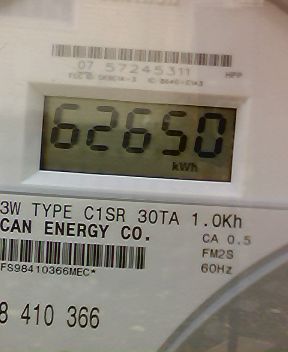 07 57245311
HPP
62650
kWh
3W TYPE C1SR 30TA 1.0Kh
CAN ENERGY CO.
CA 0.5
FM2S
FS98410366MEC*
60Hz
8 410 366